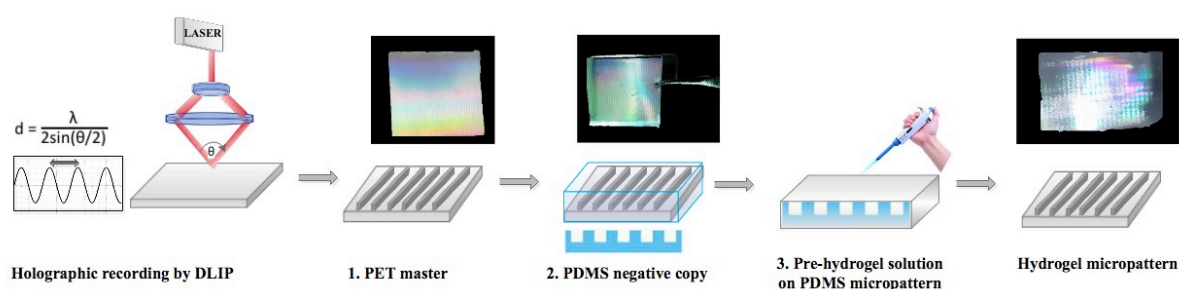 LASER
d = λ / 2sin(θ/2)
θ
Holographic recording by DLIP
1. PET master
2. PDMS negative copy
3. Pre-hydrogel solution
on PDMS micropattern
Hydrogel micropattern